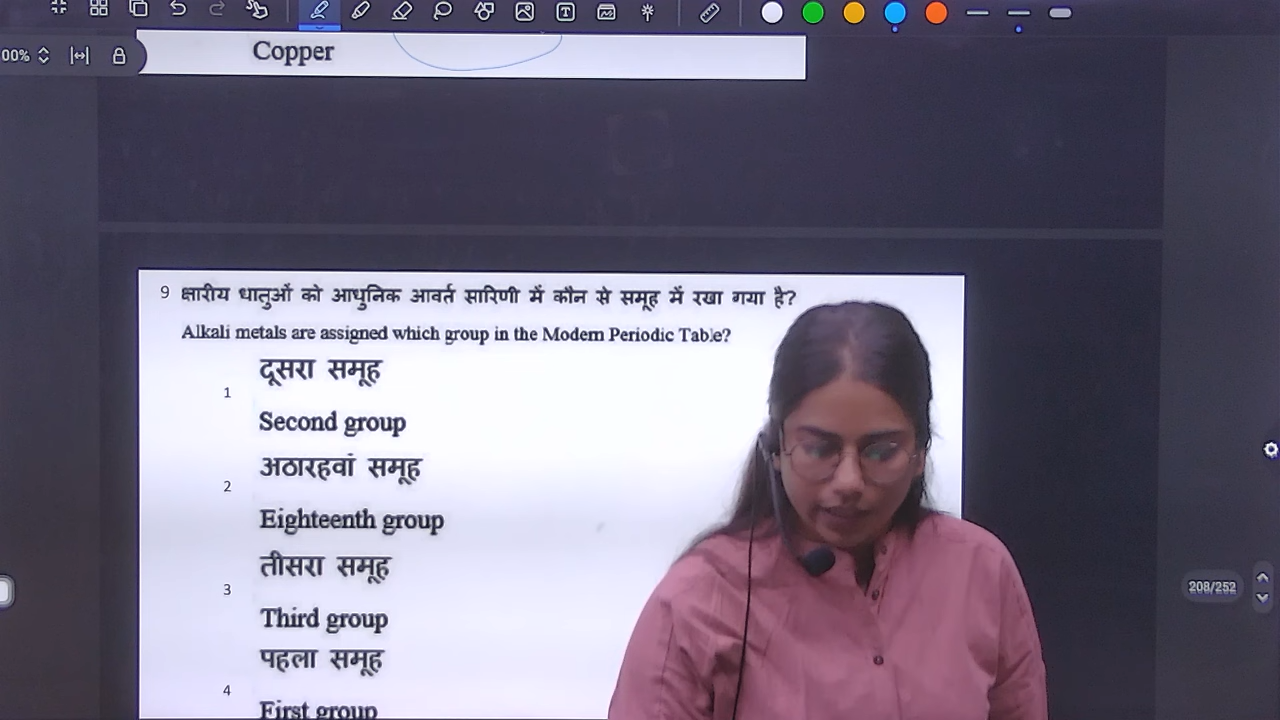 00%
Copper
9 क्षारीय धातुओं को आधुनिक आवर्त सारिणी में कौन से समूह में रखा गया है?
Alkali metals are assigned which group in the Modern Periodic Table?
दूसरा समूह
1
Second group
अठारहवां समूह
2
Eighteenth group
तीसरा समूह
3
Third group
पहला समूह
4
First group
208/252